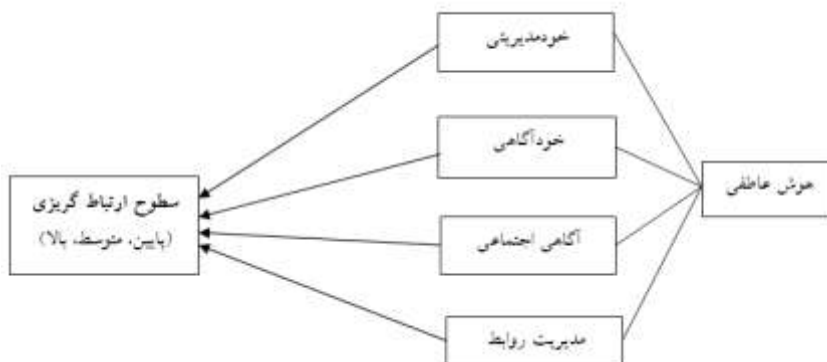 خودمدیریتی
خودآگاهی
هوش عاطفی
سطوح ارتباط گریزی
(پایین، متوسط، بالا)
آگاهی اجتماعی
مدیریت روابط